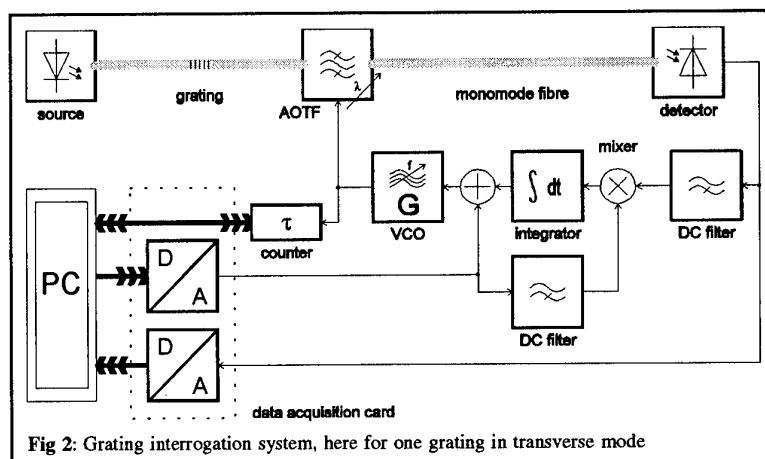 λ
source
grating
AOTF
monomode fibre
detector
mixer
f
G
VCO
∫ dt
integrator
DC filter
τ
counter
PC
D
A
DC filter
D
A
data acquisition card
Fig 2: Grating interrogation system, here for one grating in transverse mode